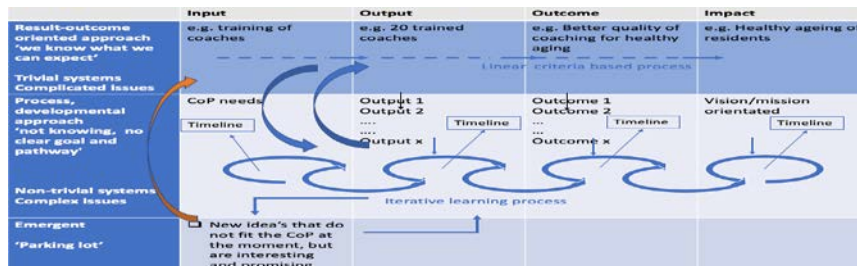 Input
Output
Outcome
Impact
Result-outcome
oriented approach
‘we know what we
can expect’
Trivial systems
Complicated Issues
e.g. training of
coaches
e.g. 20 trained
coaches
e.g. Better quality of
coaching for healthy
aging
e.g. Healthy ageing of
residents
Linear criteria based process
Process,
developmental
approach
‘not knowing, no
clear goal and
pathway’
Non-trivial systems
Complex issues
CoP needs
Timeline
Output 1
Output 2
....
....
Output x
Timeline
Outcome 1
Outcome 2
...
...
Outcome x
Timeline
Vision/mission
orientated
Timeline
Iterative learning process
Emergent
‘Parking lot’
New idea's that do
not fit the CoP at
the moment, but
are interesting
and promising